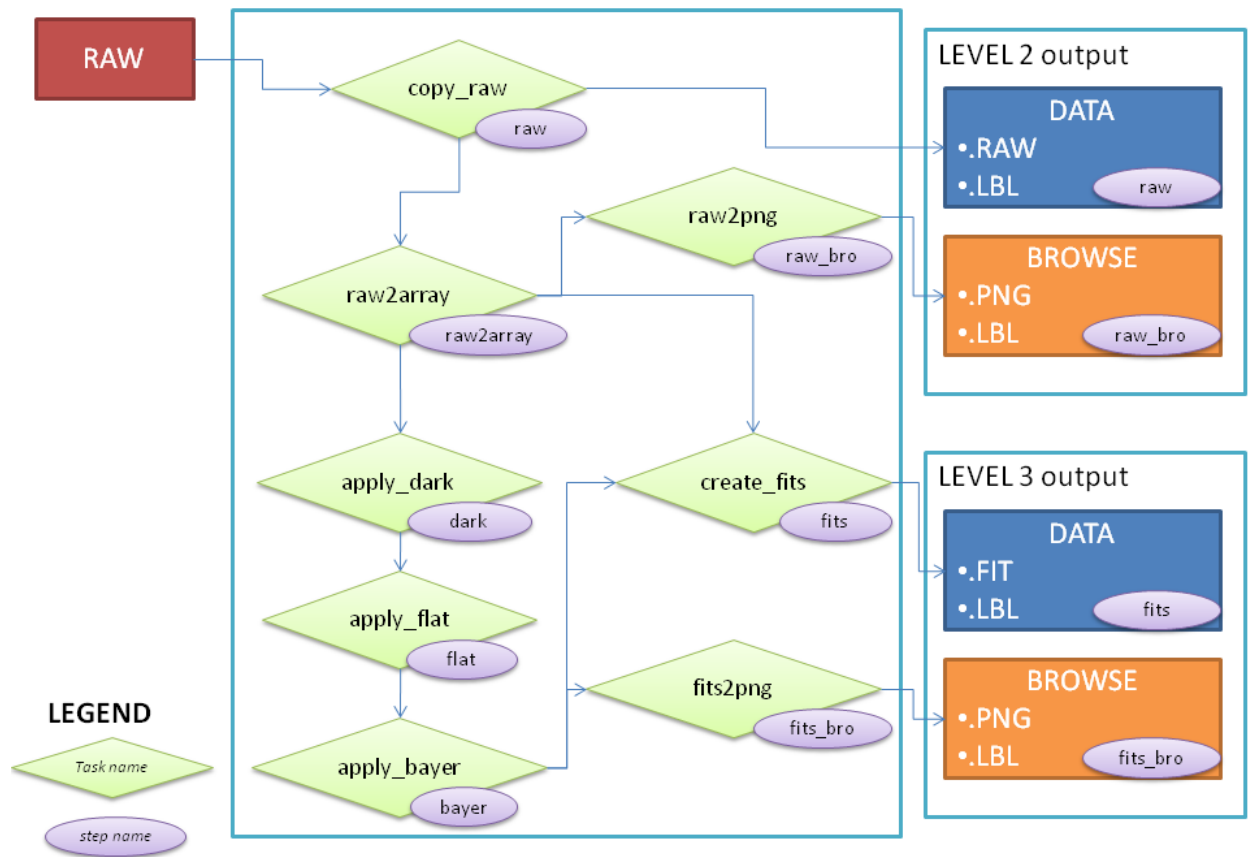 RAW
copy_raw
raw
raw2png
raw_bro
raw2array
raw2array
apply_dark
dark
create_fits
fits
apply_flat
flat
fits2png
fits_bro
apply_bayer
bayer
LEVEL 2 output
DATA
•.RAW
•.LBL
raw
BROWSE
•.PNG
•.LBL
raw_bro
LEVEL 3 output
DATA
•.FIT
•.LBL
fits
BROWSE
•.PNG
•.LBL
fits_bro
LEGEND
Task name
step name